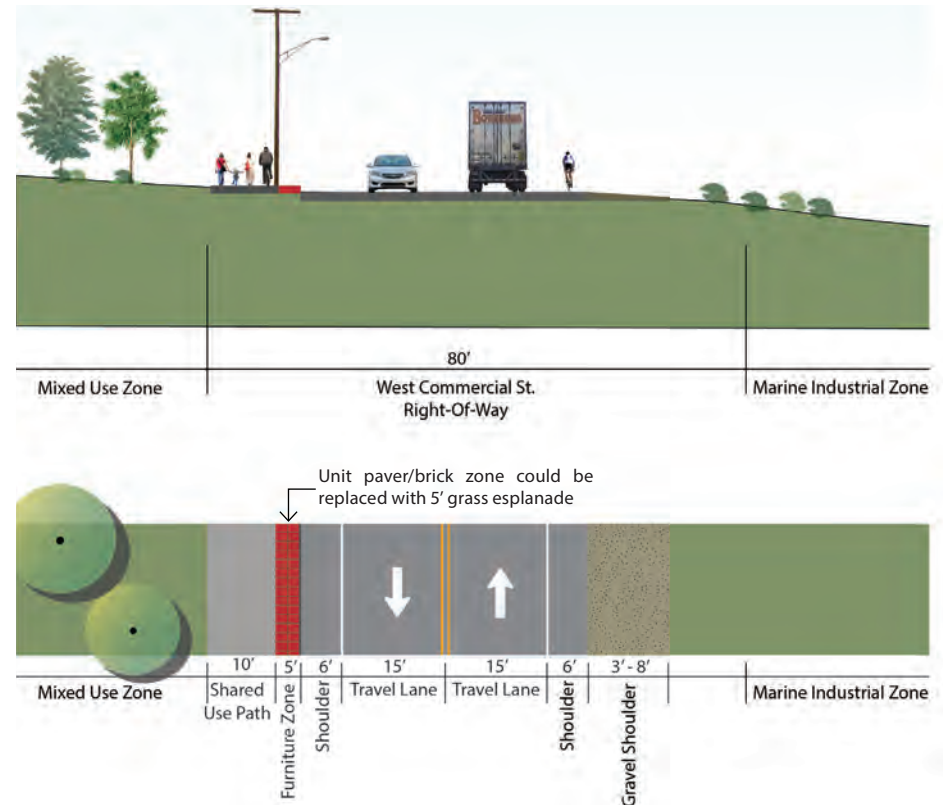 80'
Mixed Use Zone
West Commercial St.
Right-Of-Way
Marine Industrial Zone
Unit paver/brick zone could be
replaced with 5' grass esplanade
10'
5'
6'
15'
15'
6'
3'- 8'
Mixed Use Zone
Shared
Use Path
Furniture Zone
Shoulder
Travel Lane
Travel Lane
Shoulder
Gravel Shoulder
Marine Industrial Zone